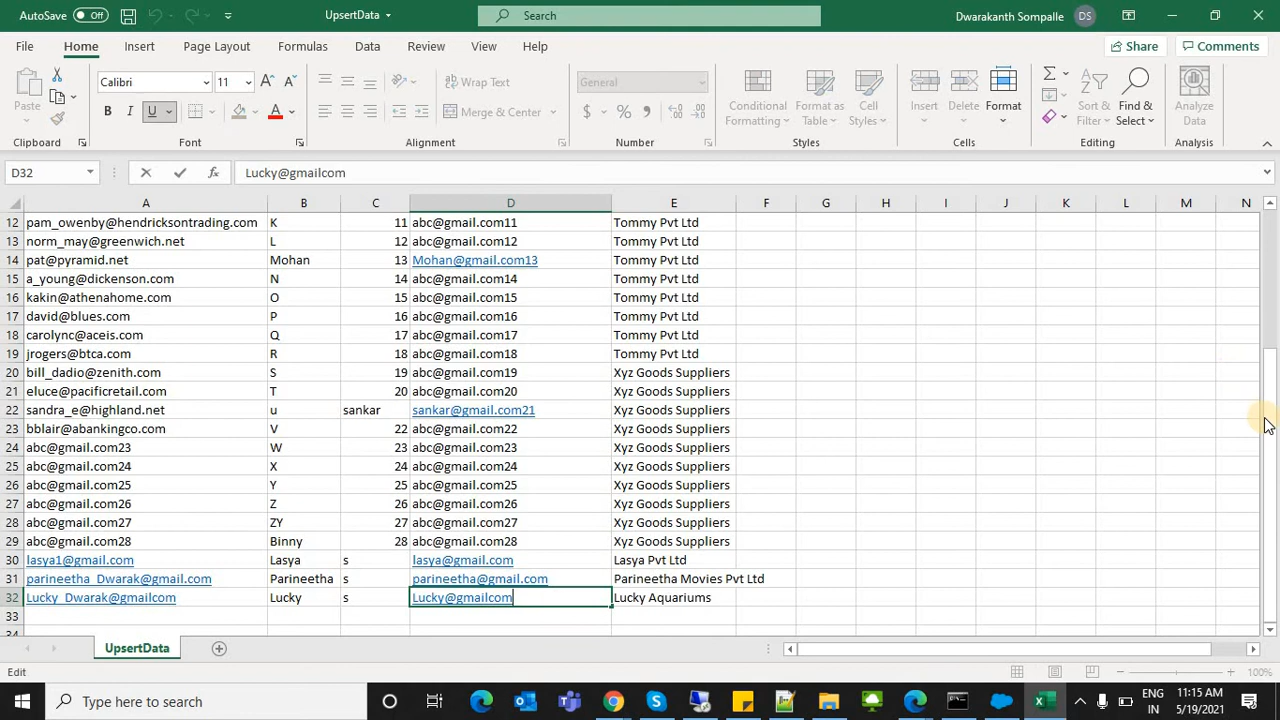 AutoSave Off UpsertData Search Dwarakanth Sompalle DS
File Home Insert Page Layout Formulas Data Review View Help Share Comments
Paste Calibri 11 A A B I U A Wrap Text Merge & Center General $ % Conditional Formatting Format as Table Cell Styles Insert Delete Format Sort & Filter Find & Select Analyze Data
Clipboard Font Alignment Number Styles Cells Editing Analysis
D32 fx Lucky@gmailcom
A B C D E F G H I J K L M N
12 pam_owenby@hendricksontrading.com K 11 abc@gmail.com11 Tommy Pvt Ltd
13 norm_may@greenwich.net L 12 abc@gmail.com12 Tommy Pvt Ltd
14 pat@pyramid.net Mohan 13 Mohan@gmail.com13 Tommy Pvt Ltd
15 a_young@dickenson.com N 14 abc@gmail.com14 Tommy Pvt Ltd
16 kakin@athenahome.com O 15 abc@gmail.com15 Tommy Pvt Ltd
17 david@blues.com P 16 abc@gmail.com16 Tommy Pvt Ltd
18 carolync@aceis.com Q 17 abc@gmail.com17 Tommy Pvt Ltd
19 jrogers@btca.com R 18 abc@gmail.com18 Tommy Pvt Ltd
20 bill_dadio@zenith.com S 19 abc@gmail.com19 Xyz Goods Suppliers
21 eluce@pacificretail.com T 20 abc@gmail.com20 Xyz Goods Suppliers
22 sandra_e@highland.net u sankar sankar@gmail.com21 Xyz Goods Suppliers
23 bblair@abankingco.com V 22 abc@gmail.com22 Xyz Goods Suppliers
24 abc@gmail.com23 W 23 abc@gmail.com23 Xyz Goods Suppliers
25 abc@gmail.com24 X 24 abc@gmail.com24 Xyz Goods Suppliers
26 abc@gmail.com25 Y 25 abc@gmail.com25 Xyz Goods Suppliers
27 abc@gmail.com26 Z 26 abc@gmail.com26 Xyz Goods Suppliers
28 abc@gmail.com27 ZY 27 abc@gmail.com27 Xyz Goods Suppliers
29 abc@gmail.com28 Binny 28 abc@gmail.com28 Xyz Goods Suppliers
30 lasya1@gmail.com Lasya s lasya@gmail.com Lasya Pvt Ltd
31 parineetha_Dwarak@gmail.com Parineetha s parineetha@gmail.com Parineetha Movies Pvt Ltd
32 Lucky_Dwarak@gmailcom Lucky s Lucky@gmailcom Lucky Aquariums
33
34
UpsertData
Edit 100%
Type here to search ENG 11:15 AM
IN 5/19/2021